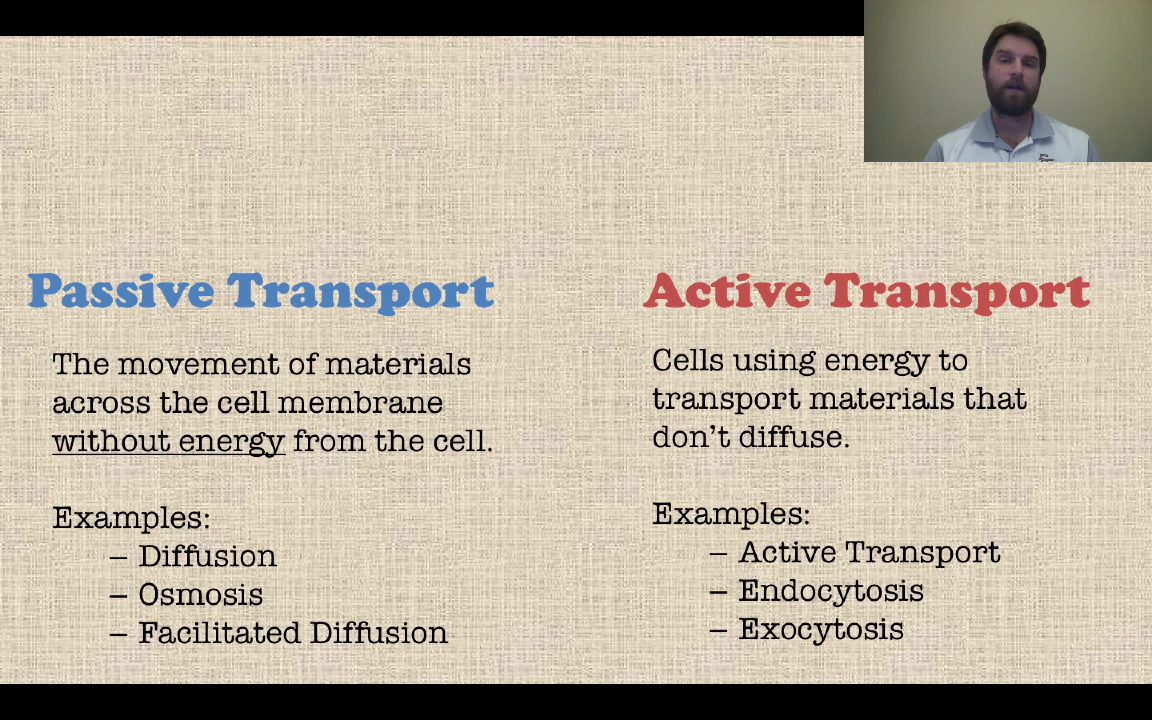 Passive Transport
The movement of materials
across the cell membrane
without energy from the cell.
Examples:
– Diffusion
– Osmosis
– Facilitated Diffusion
Active Transport
Cells using energy to
transport materials that
don't diffuse.
Examples:
– Active Transport
– Endocytosis
– Exocytosis